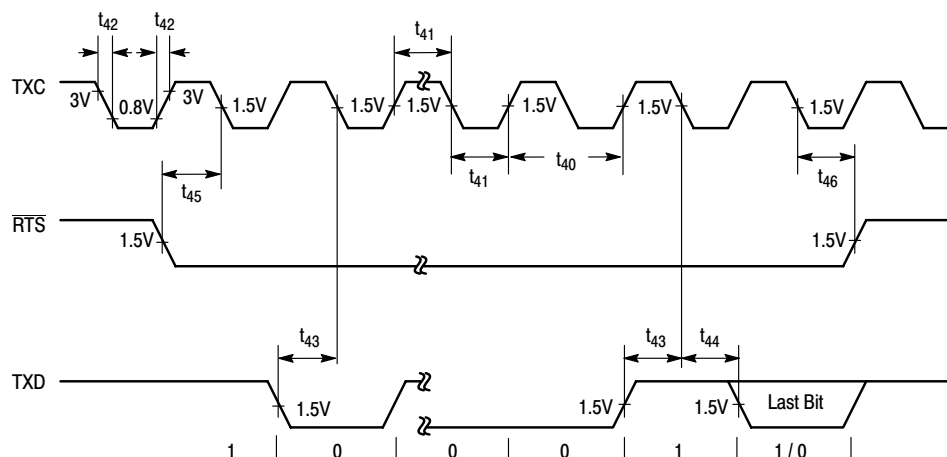 t42 t42 t41
TXC 3V 0.8V 3V 1.5V 1.5V 1.5V 1.5V 1.5V 1.5V
t45 t41 t40 t46
RTS 1.5V 1.5V
t43 t43 t44
TXD 1.5V 1.5V 1.5V Last Bit
1 0 0 0 1 1 / 0